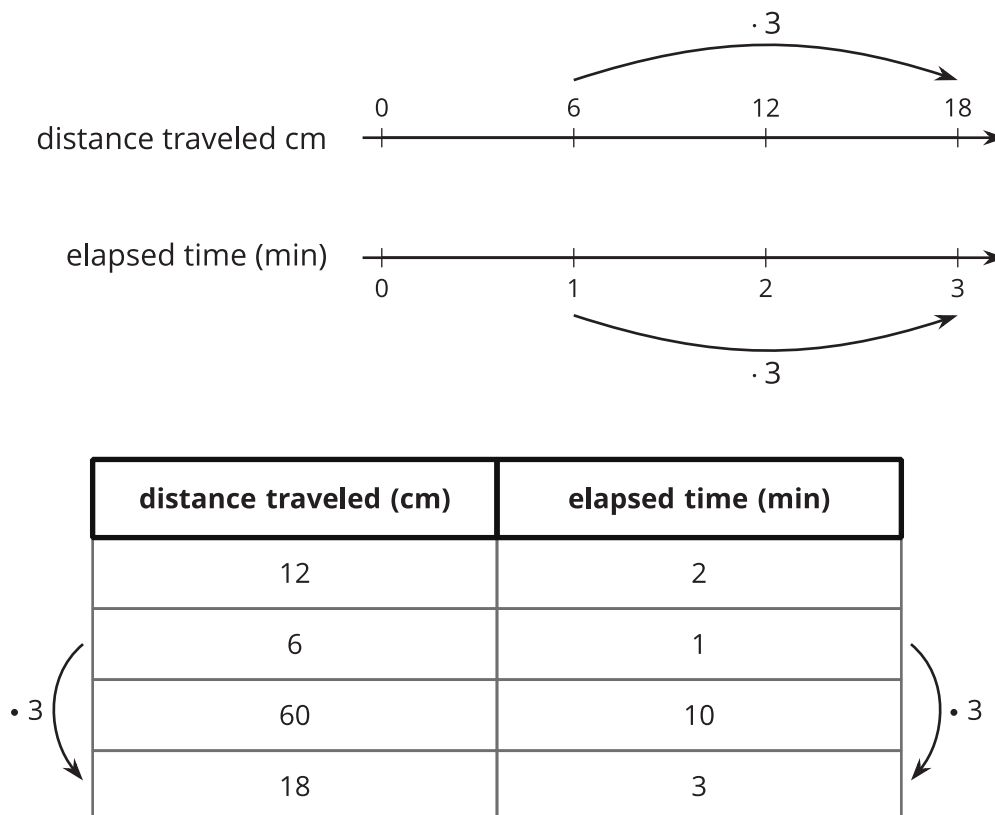 · 3
0 6 12 18
distance traveled cm
elapsed time (min)
0 1 2 3
· 3
distance traveled (cm) elapsed time (min)
12 2
6 1
• 3 60 10 • 3
18 3